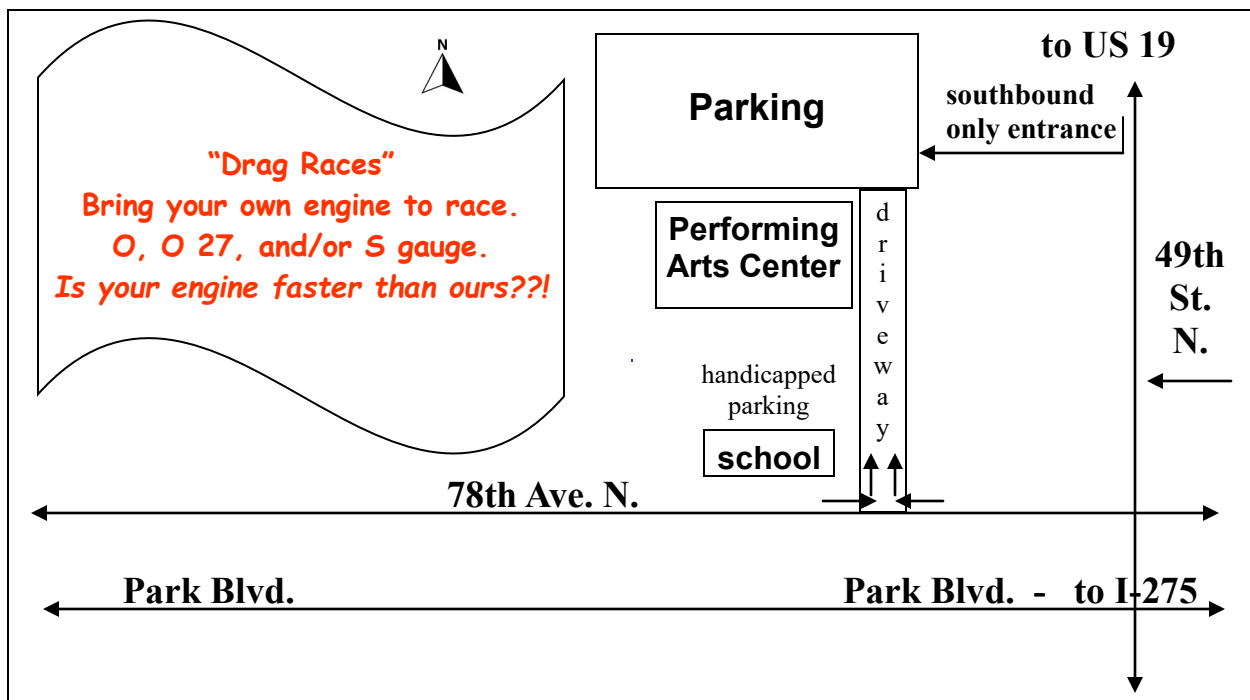 N
“Drag Races”
Bring your own engine to race.
O, O 27, and/or S gauge.
Is your engine faster than ours??!
Parking
to US 19
southbound
only entrance
Performing
Arts Center
driveway
49th
St.
N.
handicapped
parking
school
78th Ave. N.
Park Blvd.
Park Blvd. - to I-275